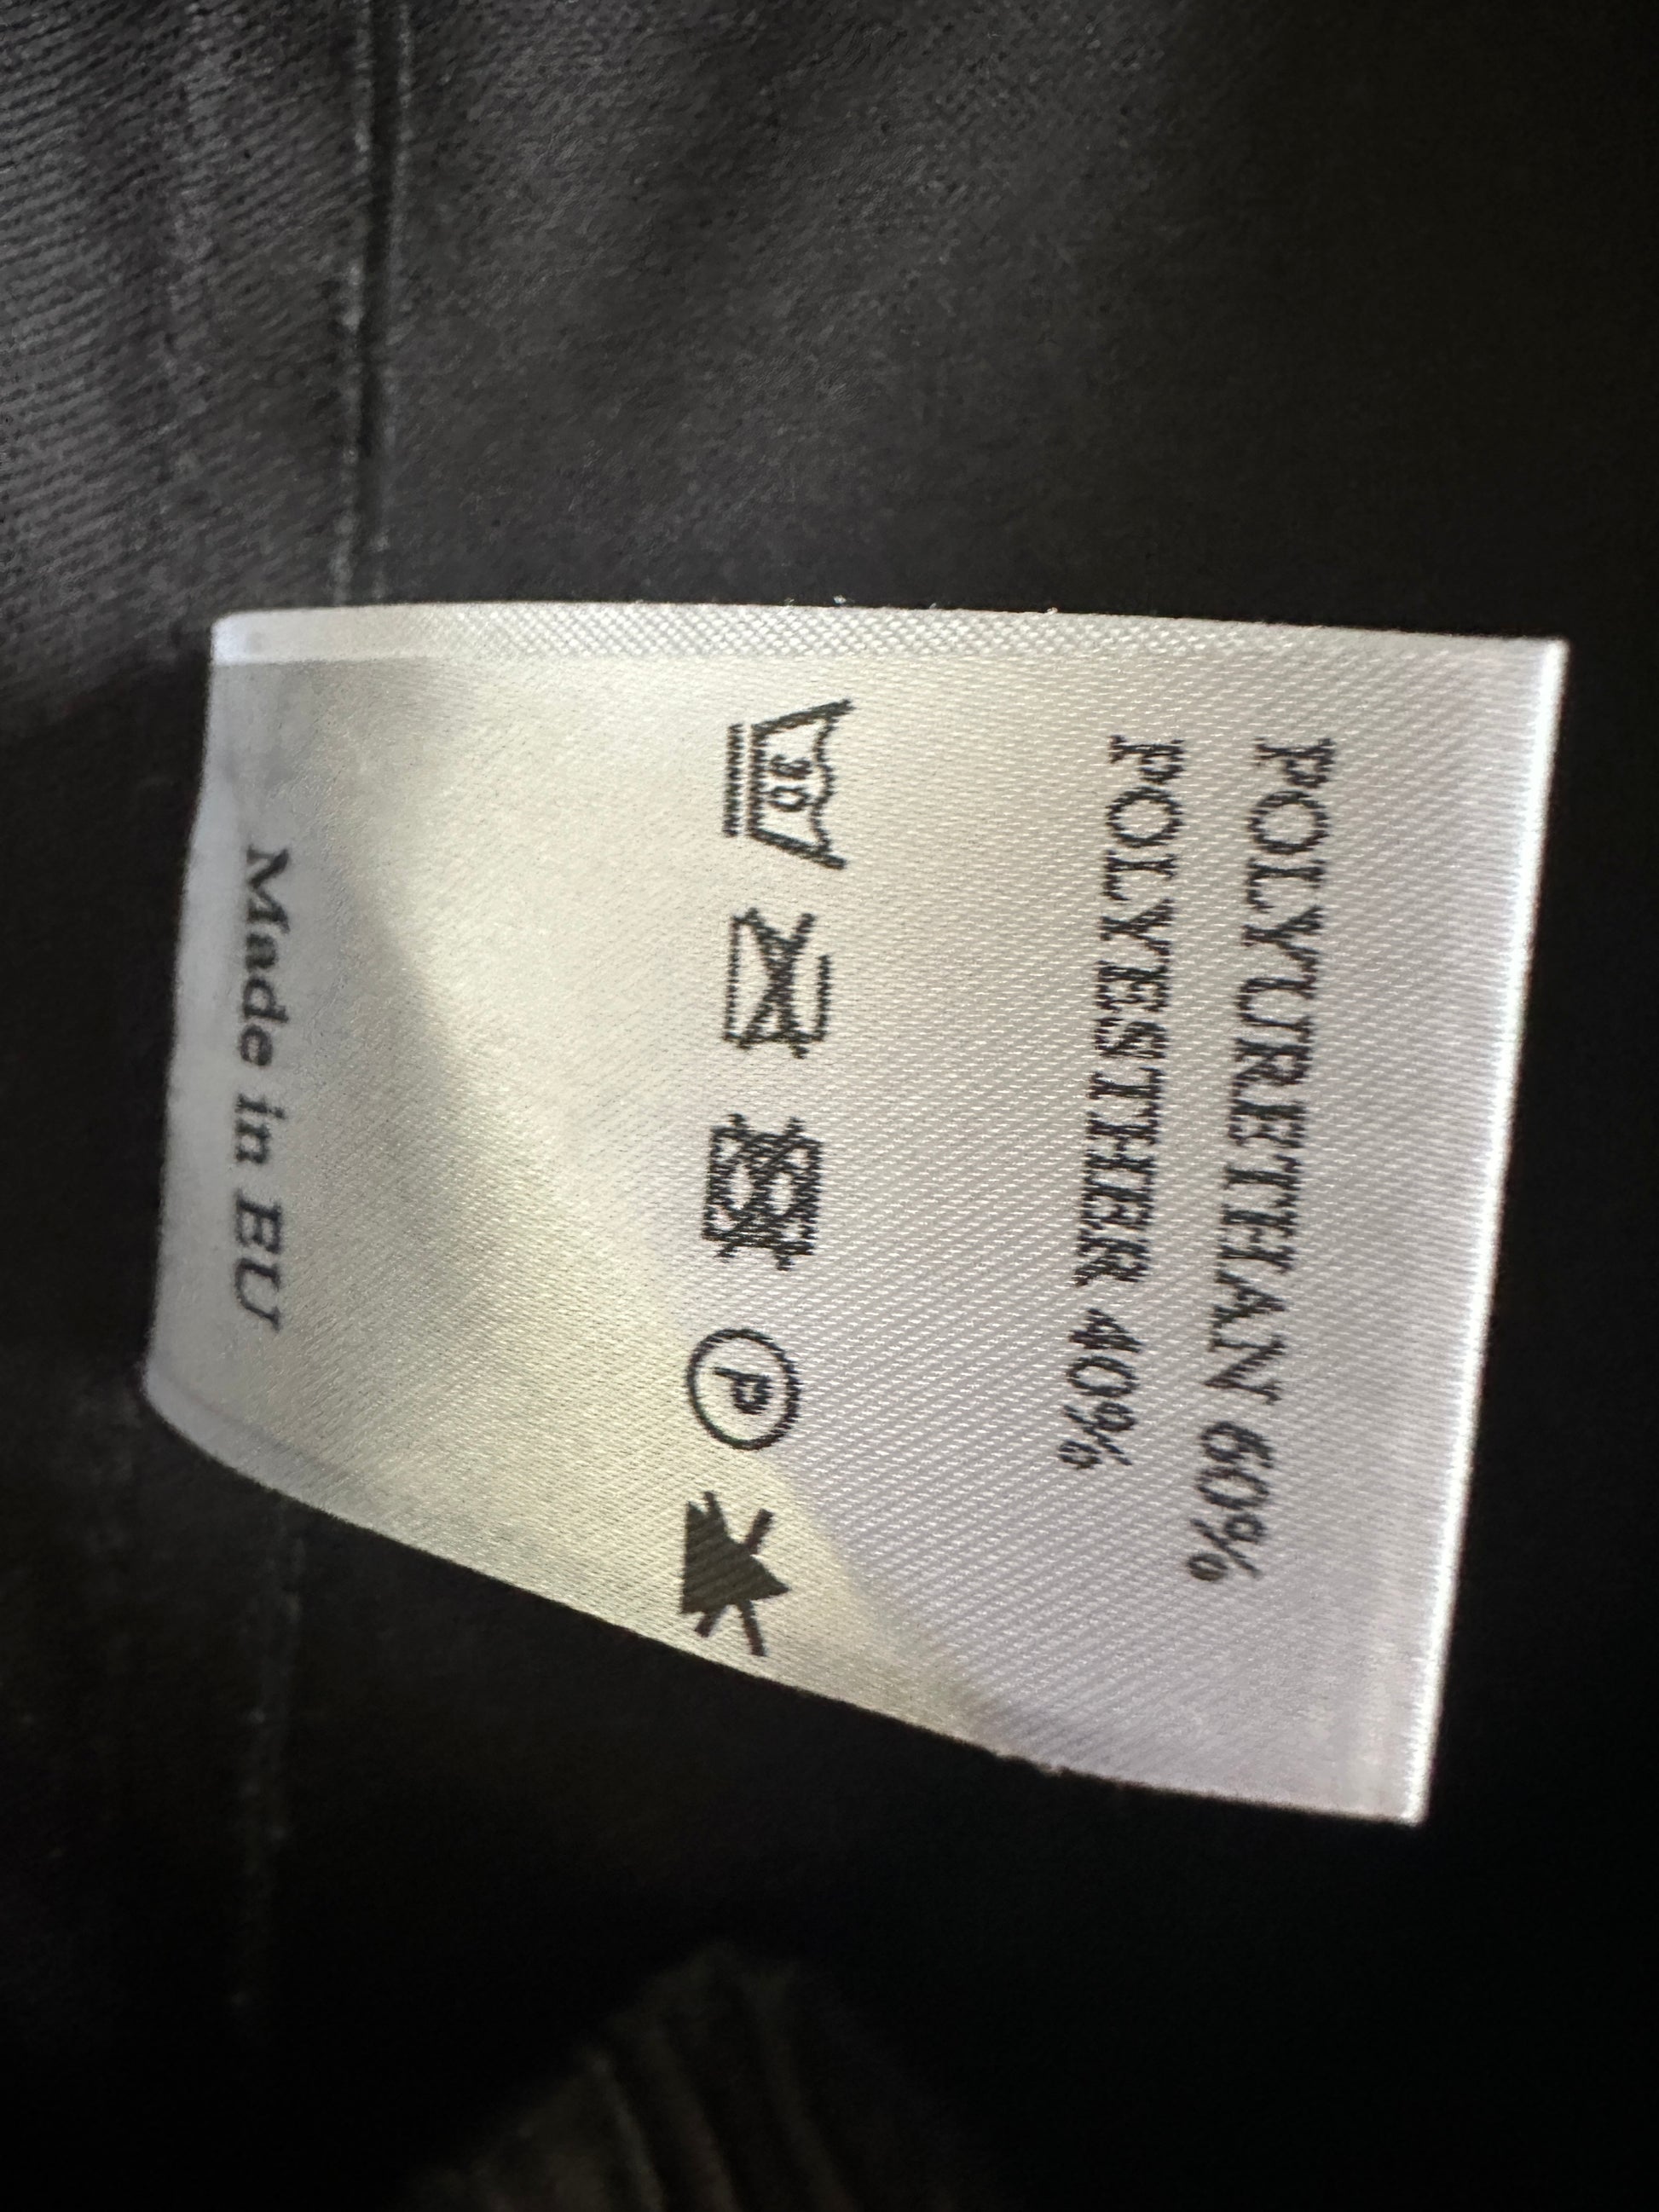 POLYURETHAN 60%
POLYESTHER 40%
30 P
Made in EU